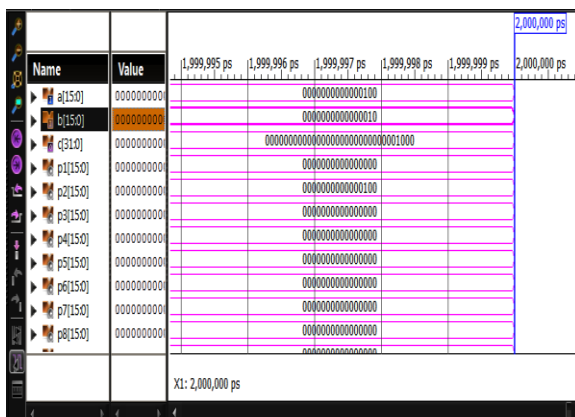 2,000,000 ps
Name Value 1,999,995 ps 1,999,996 ps 1,999,997 ps 1,999,998 ps 1,999,999 ps 2,000,000 ps
a[15:0] 0000000000 0000000000000100
b[15:0] 0000000000 0000000000000010
c[31:0] 0000000000 00000000000000000000000000001000
p1[15:0] 0000000000 0000000000000000
p2[15:0] 0000000000 0000000000000100
p3[15:0] 0000000000 0000000000000000
p4[15:0] 0000000000 0000000000000000
p5[15:0] 0000000000 0000000000000000
p6[15:0] 0000000000 0000000000000000
p7[15:0] 0000000000 0000000000000000
p8[15:0] 0000000000 0000000000000000
X1: 2,000,000 ps